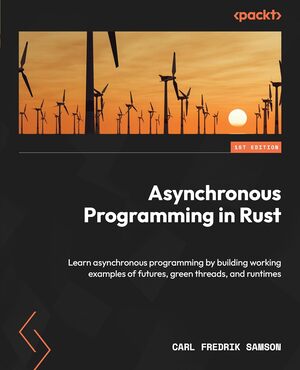 <packt>
1ST EDITION
Asynchronous
Programming in Rust
Learn asynchronous programming by building working
examples of futures, green threads, and runtimes
CARL FREDRIK SAMSON